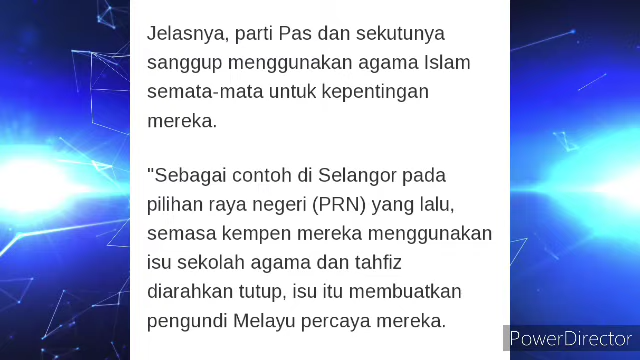 Jelasnya, parti Pas dan sekutunya
sanggup menggunakan agama Islam
semata-mata untuk kepentingan
mereka.
"Sebagai contoh di Selangor pada
pilihan raya negeri (PRN) yang lalu,
semasa kempen mereka menggunakan
isu sekolah agama dan tahfiz
diarahkan tutup, isu itu membuatkan
pengundi Melayu percaya mereka.
PowerDirector